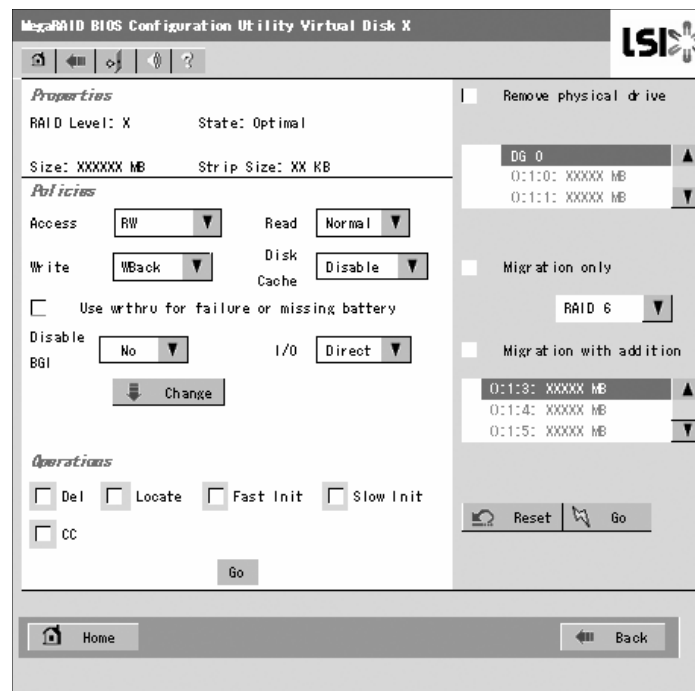 MegaRAID BIOS Configuration Utility Virtual Disk X
LSI
Properties
RAID Level: X State: Optimal
Size: XXXXXX MB Strip Size: XX KB
Policies
Access RW Read Normal
Write WBack Disk Cache Disable
Use wrthru for failure or missing battery
Disable BGI No I/O Direct
Change
Operations
Del Locate Fast Init Slow Init
CC
Go
Remove physical drive
DG 0
0:1:0: XXXXX MB
0:1:1: XXXXX MB
Migration only
RAID 6
Migration with addition
0:1:3: XXXXX MB
0:1:4: XXXXX MB
0:1:5: XXXXX MB
Reset Go
Home Back